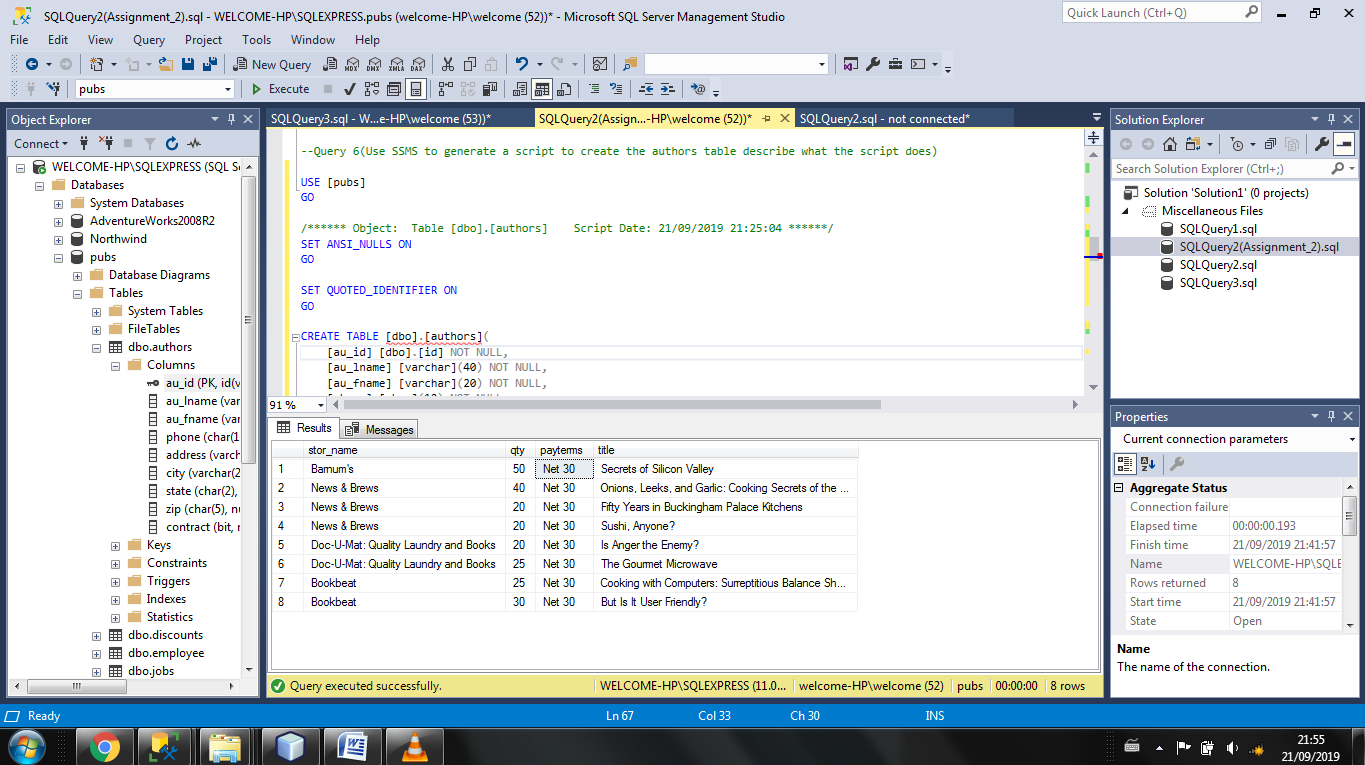 SQLQuery2(Assignment_2).sql - WELCOME-HP\SQLEXPRESS.pubs (welcome-HP\welcome (52))* - Microsoft SQL Server Management Studio
Quick Launch (Ctrl+Q)
File Edit View Query Project Tools Window Help
New Query MDX DMX XMLA DAX
pubs Execute
Object Explorer
Connect
WELCOME-HP\SQLEXPRESS (SQL S
Databases
System Databases
AdventureWorks2008R2
Northwind
pubs
Database Diagrams
Tables
System Tables
FileTables
dbo.authors
Columns
au_id (PK, id(v
au_lname (var
au_fname (var
phone (char(1
address (varch
city (varchar(2
state (char(2),
zip (char(5), nu
contract (bit, r
Keys
Constraints
Triggers
Indexes
Statistics
dbo.discounts
dbo.employee
dbo.jobs
SQLQuery3.sql - W...e-HP\welcome (53))* SQLQuery2(Assign...-HP\welcome (52))* SQLQuery2.sql - not connected*
--Query 6(Use SSMS to generate a script to create the authors table describe what the script does)
USE [pubs]
GO
/****** Object:  Table [dbo].[authors]    Script Date: 21/09/2019 21:25:04 ******/
SET ANSI_NULLS ON
GO
SET QUOTED_IDENTIFIER ON
GO
CREATE TABLE [dbo].[authors](
[au_id] [dbo].[id] NOT NULL,
[au_lname] [varchar](40) NOT NULL,
[au_fname] [varchar](20) NOT NULL,
91 %
Results Messages
stor_name qty payterms title
1 Barnum's 50 Net 30 Secrets of Silicon Valley
2 News & Brews 40 Net 30 Onions, Leeks, and Garlic: Cooking Secrets of the ...
3 News & Brews 20 Net 30 Fifty Years in Buckingham Palace Kitchens
4 News & Brews 20 Net 30 Sushi, Anyone?
5 Doc-U-Mat: Quality Laundry and Books 20 Net 30 Is Anger the Enemy?
6 Doc-U-Mat: Quality Laundry and Books 25 Net 30 The Gourmet Microwave
7 Bookbeat 25 Net 30 Cooking with Computers: Surreptitious Balance Sh...
8 Bookbeat 30 Net 30 But Is It User Friendly?
Query executed successfully. WELCOME-HP\SQLEXPRESS (11.0... welcome-HP\welcome (52) pubs 00:00:00 8 rows
Solution Explorer
Search Solution Explorer (Ctrl+;)
Solution 'Solution1' (0 projects)
Miscellaneous Files
SQLQuery1.sql
SQLQuery2(Assignment_2).sql
SQLQuery2.sql
SQLQuery3.sql
Properties
Current connection parameters
Aggregate Status
Connection failure
Elapsed time 00:00:00.193
Finish time 21/09/2019 21:41:57
Name WELCOME-HP\SQLE
Rows returned 8
Start time 21/09/2019 21:41:57
State Open
Name
The name of the connection.
Ready Ln 67 Col 33 Ch 30 INS
21:55
21/09/2019